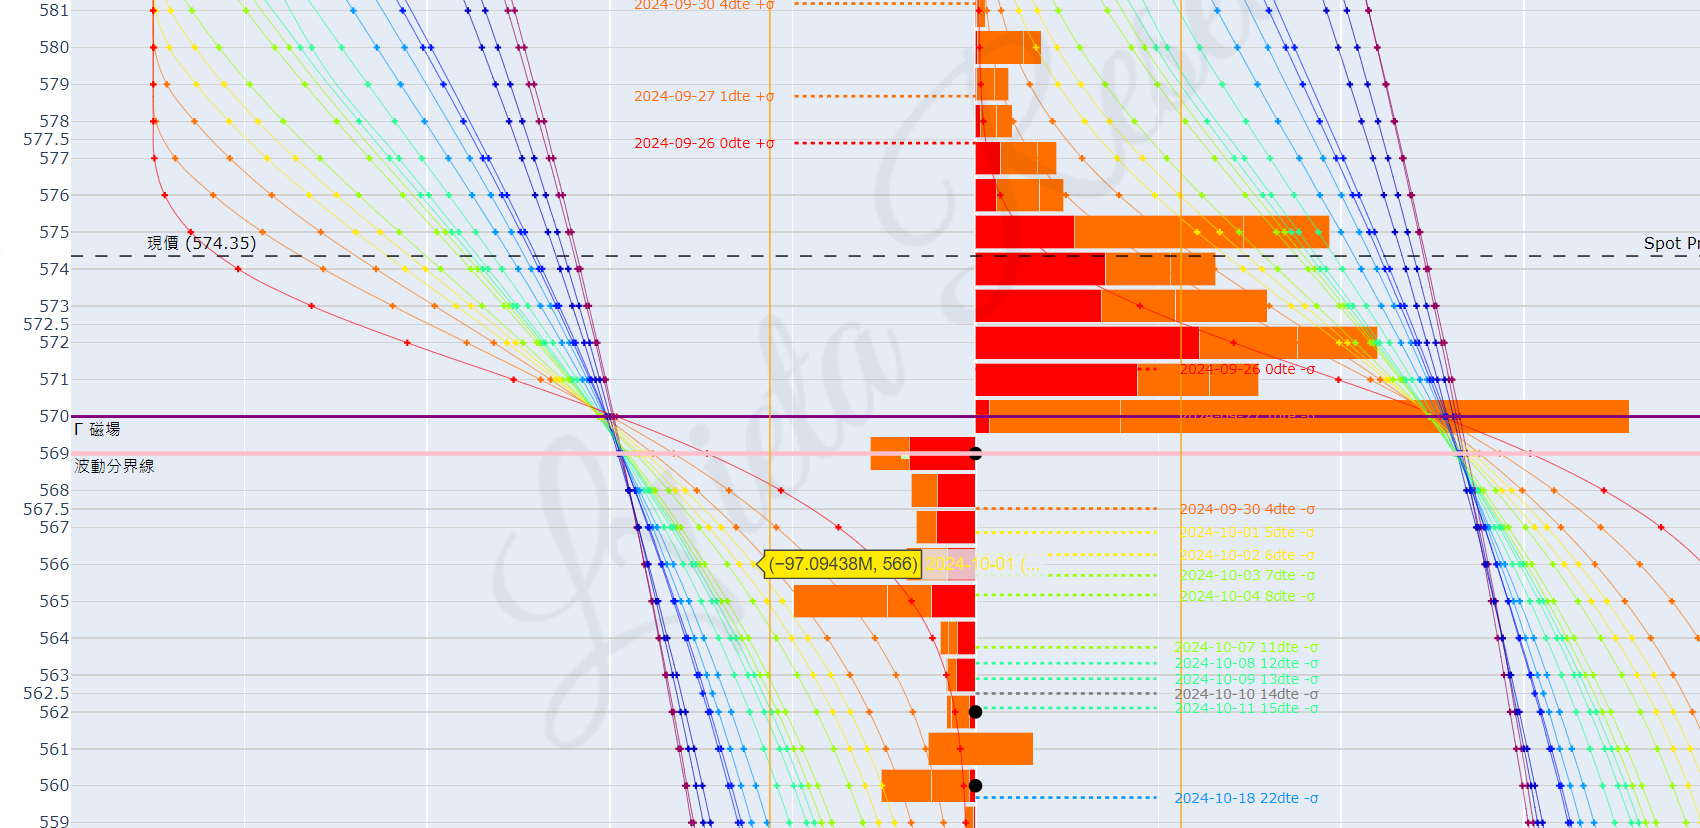 581
2024-09-30 4dte +σ
580
579
2024-09-27 1dte +σ
578
577.5
2024-09-26 0dte +σ
577
576
575
現價 (574.35)
Spot Pr
574
573
572.5
572
571
2024-09-26 0dte -σ
570
2024-09-27 1dte -σ
Γ 磁場
569
波動分界線
568
567.5
2024-09-30 4dte -σ
567
2024-10-01 5dte -σ
2024-10-02 6dte -σ
566
(−97.09438M, 566)
2024-10-01 (...
2024-10-03 7dte -σ
2024-10-04 8dte -σ
565
564
2024-10-07 11dte -σ
2024-10-08 12dte -σ
563
2024-10-09 13dte -σ
562.5
2024-10-10 14dte -σ
2024-10-11 15dte -σ
562
561
560
2024-10-18 22dte -σ
559